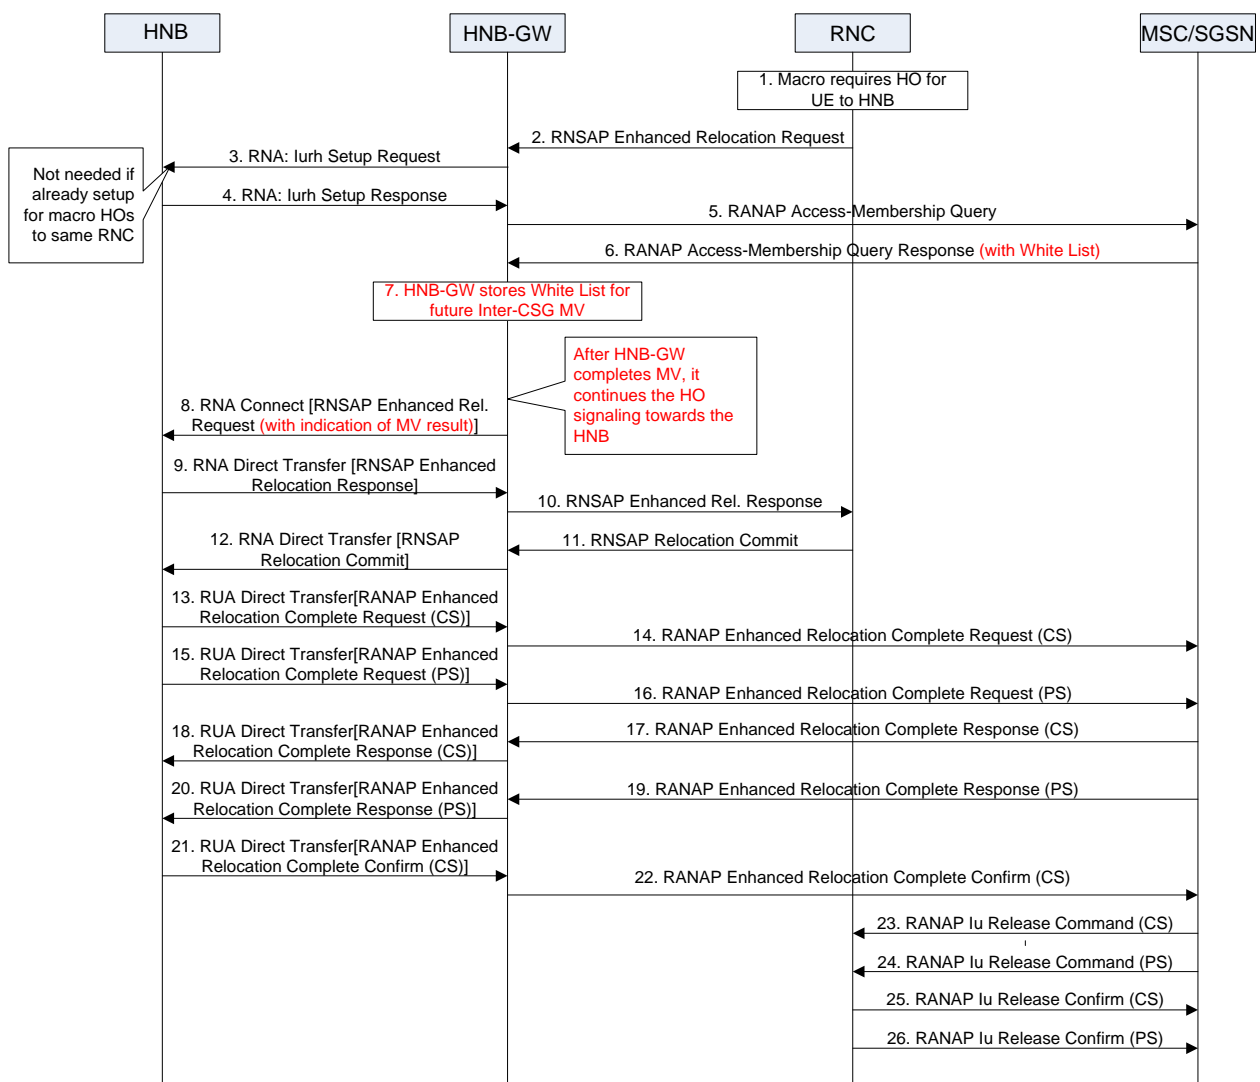 HNB
HNB-GW
RNC
MSC/SGSN
1. Macro requires HO for
UE to HNB
2. RNSAP Enhanced Relocation Request
3. RNA: Iurh Setup Request
Not needed if
already setup
for macro HOs
to same RNC
4. RNA: Iurh Setup Response
5. RANAP Access-Membership Query
6. RANAP Access-Membership Query Response (with White List)
7. HNB-GW stores White List for
future Inter-CSG MV
After HNB-GW
completes MV, it
continues the HO
signaling towards the
HNB
8. RNA Connect [RNSAP Enhanced Rel.
Request (with indication of MV result)]
9. RNA Direct Transfer [RNSAP Enhanced
Relocation Response]
10. RNSAP Enhanced Rel. Response
11. RNSAP Relocation Commit
12. RNA Direct Transfer [RNSAP
Relocation Commit]
13. RUA Direct Transfer[RANAP Enhanced
Relocation Complete Request (CS)]
14. RANAP Enhanced Relocation Complete Request (CS)
15. RUA Direct Transfer[RANAP Enhanced
Relocation Complete Request (PS)]
16. RANAP Enhanced Relocation Complete Request (PS)
17. RANAP Enhanced Relocation Complete Response (CS)
18. RUA Direct Transfer[RANAP Enhanced
Relocation Complete Response (CS)]
19. RANAP Enhanced Relocation Complete Response (PS)
20. RUA Direct Transfer[RANAP Enhanced
Relocation Complete Response (PS)]
21. RUA Direct Transfer[RANAP Enhanced
Relocation Complete Confirm (CS)]
22. RANAP Enhanced Relocation Complete Confirm (CS)
23. RANAP Iu Release Command (CS)
24. RANAP Iu Release Command (PS)
25. RANAP Iu Release Confirm (CS)
26. RANAP Iu Release Confirm (PS)